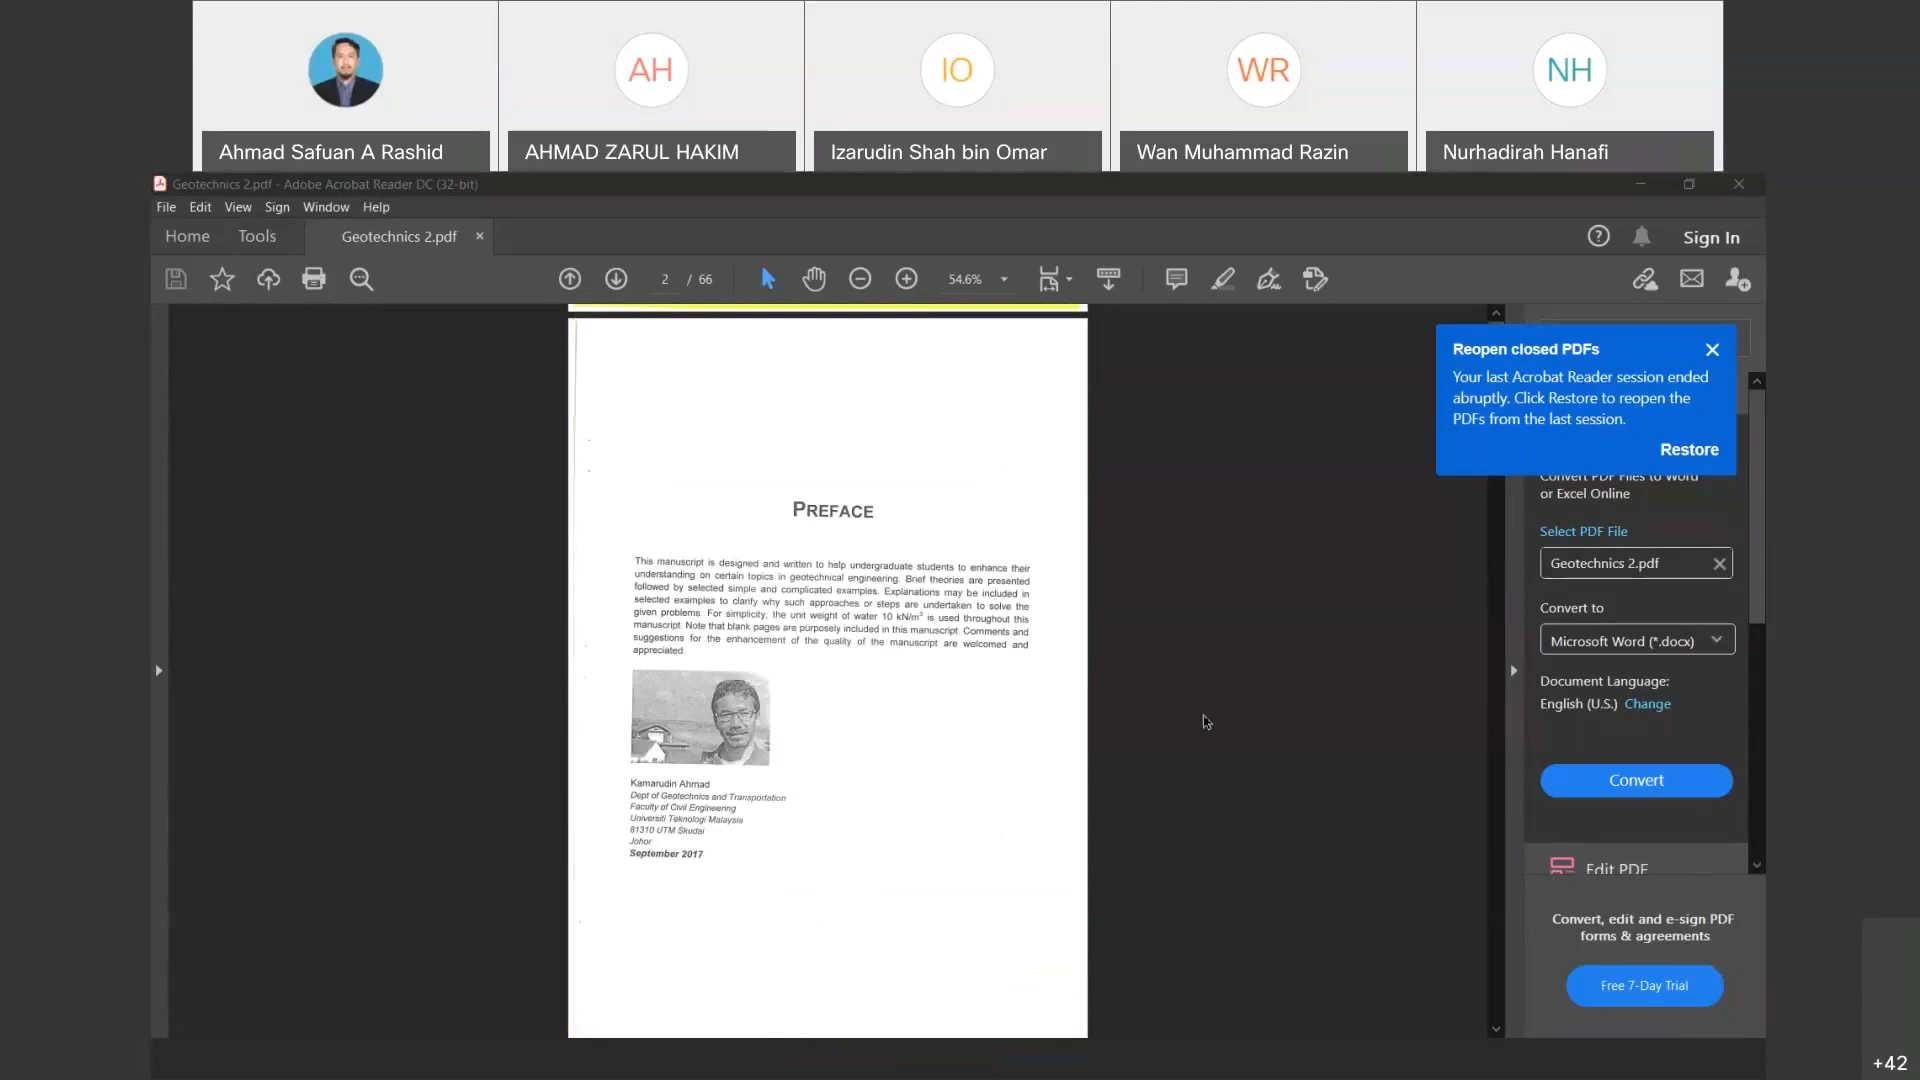 AH
IO
WR
NH
Ahmad Safuan A Rashid
AHMAD ZARUL HAKIM
Izarudin Shah bin Omar
Wan Muhammad Razin
Nurhadirah Hanafi
Geotechnics 2.pdf - Adobe Acrobat Reader DC (32-bit)
File Edit View Sign Window Help
Home Tools Geotechnics 2.pdf
Sign In
2 / 66
54.6%
PREFACE
This manuscript is designed and written to help undergraduate students to enhance their
understanding on certain topics in geotechnical engineering. Brief theories are presented
followed by selected simple and complicated examples. Explanations may be included in
selected examples to clarify why such approaches or steps are undertaken to solve the
given problems. For simplicity, the unit weight of water 10 kN/m³ is used throughout this
manuscript. Note that blank pages are purposely included in this manuscript. Comments and
suggestions for the enhancement of the quality of the manuscript are welcomed and
appreciated.
Kamarudin Ahmad
Dept of Geotechnics and Transportation
Faculty of Civil Engineering
Universiti Teknologi Malaysia
81310 UTM Skudai
Johor
September 2017
Reopen closed PDFs
Your last Acrobat Reader session ended
abruptly. Click Restore to reopen the
PDFs from the last session.
Restore
Convert PDF Files to Word
or Excel Online
Select PDF File
Geotechnics 2.pdf
Convert to
Microsoft Word (*.docx)
Document Language:
English (U.S.) Change
Convert
Edit PDF
Convert, edit and e-sign PDF
forms & agreements
Free 7-Day Trial
+42